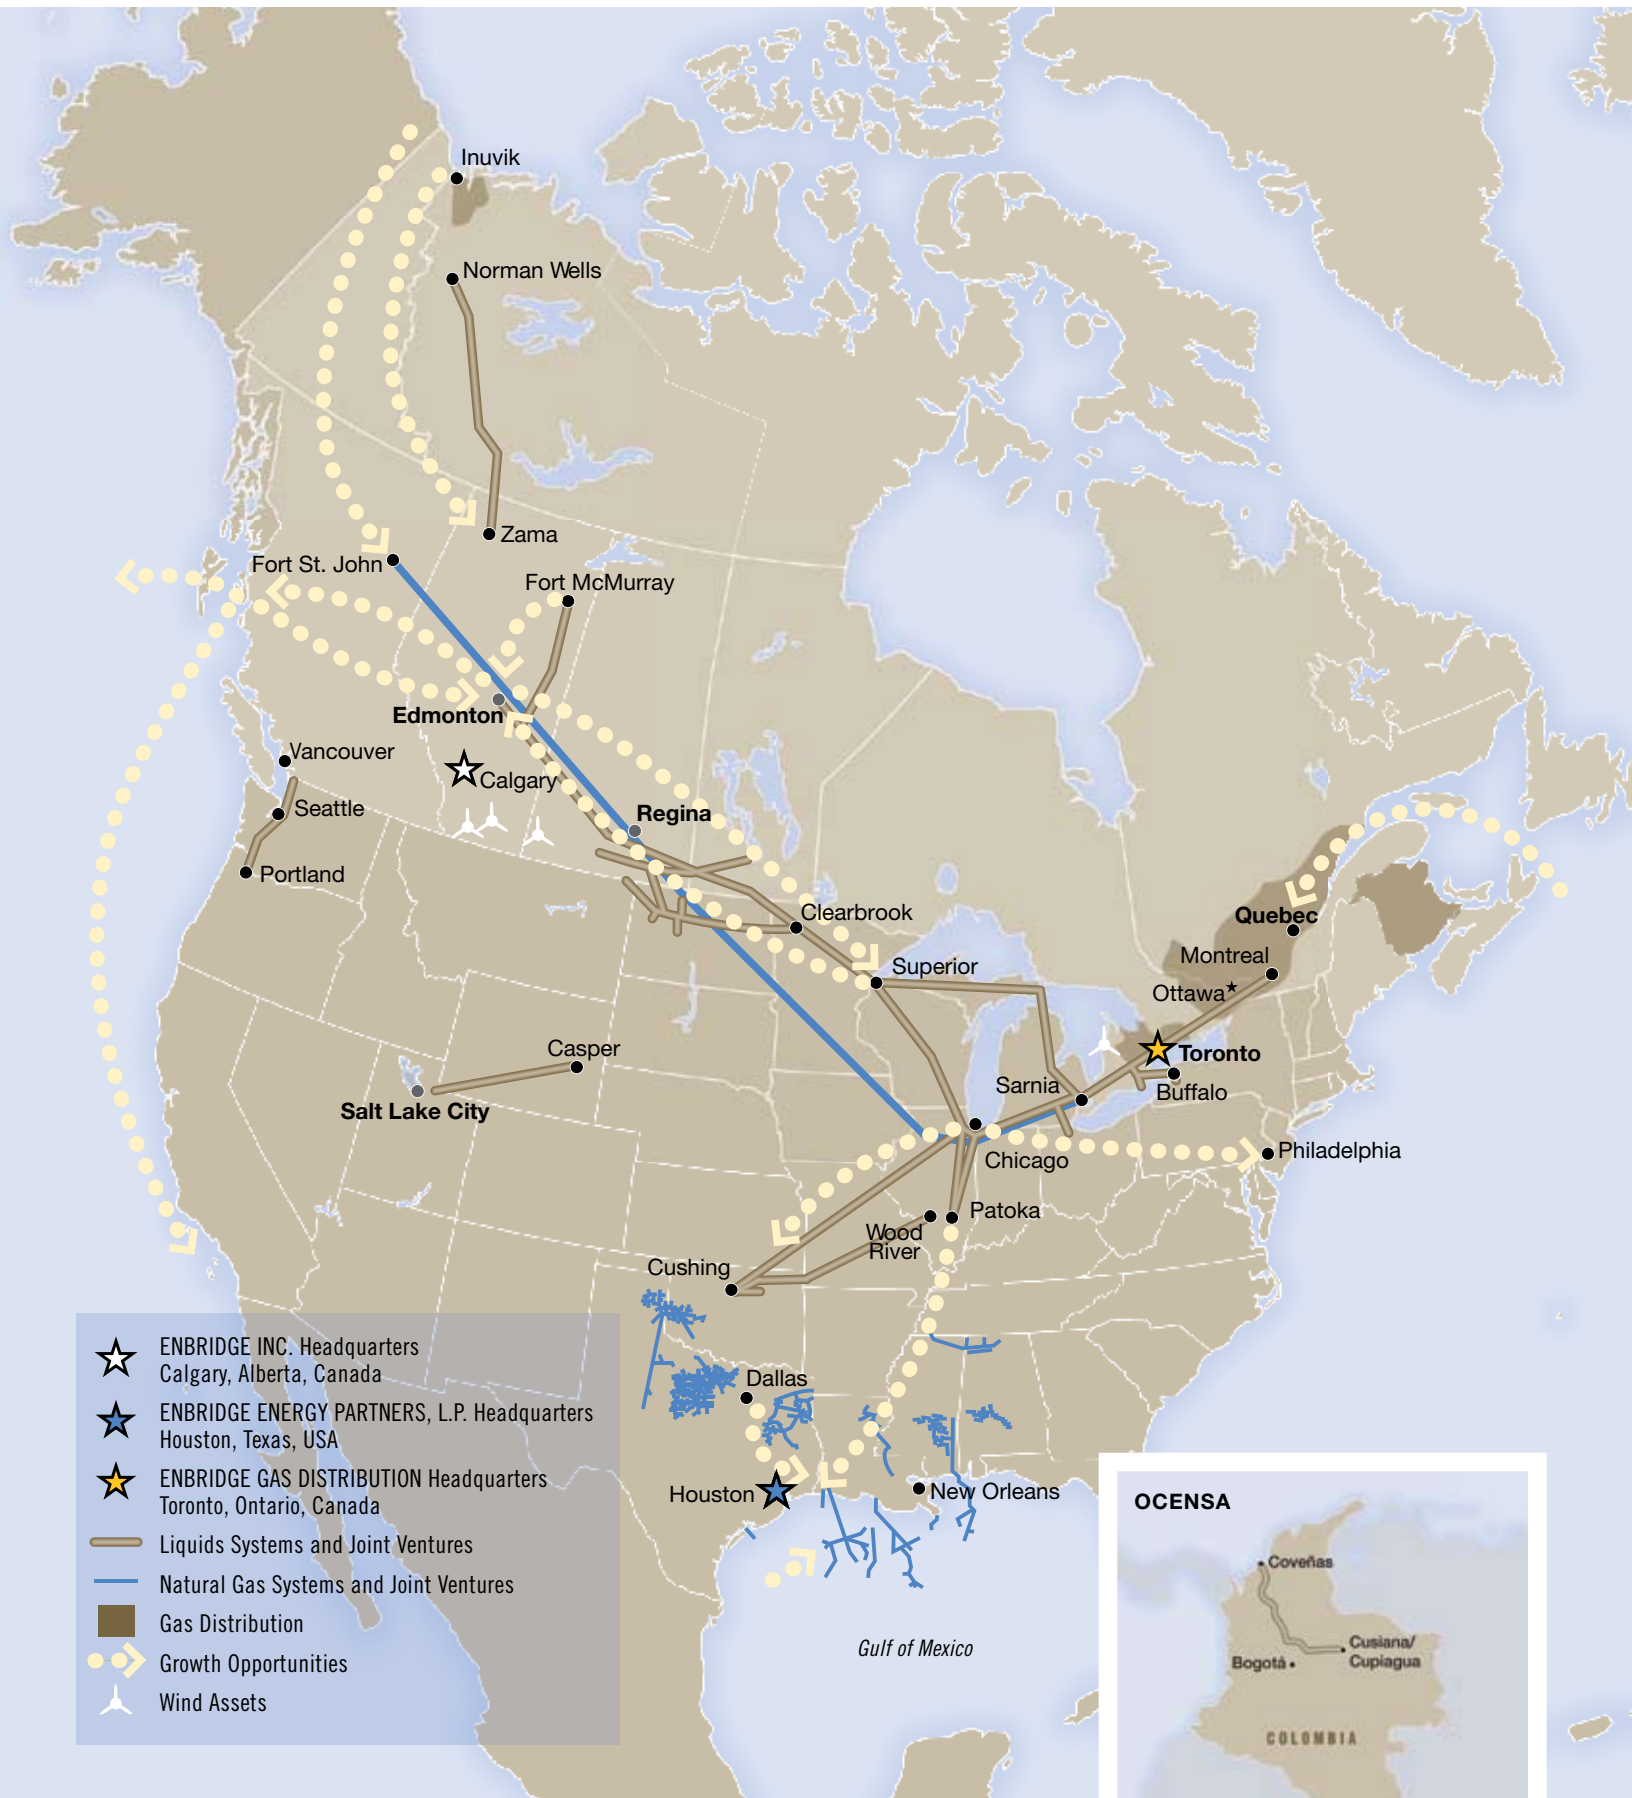 Inuvik
Norman Wells
Zama
Fort St. John
Fort McMurray
Edmonton
Vancouver
Calgary
Seattle
Regina
Portland
Clearbrook
Quebec
Superior
Montreal
Ottawa
Casper
Toronto
Sarnia
Buffalo
Salt Lake City
Chicago
Philadelphia
Patoka
Wood
River
Cushing
Dallas
Houston
New Orleans
Gulf of Mexico
ENBRIDGE INC. Headquarters
Calgary, Alberta, Canada
ENBRIDGE ENERGY PARTNERS, L.P. Headquarters
Houston, Texas, USA
ENBRIDGE GAS DISTRIBUTION Headquarters
Toronto, Ontario, Canada
Liquids Systems and Joint Ventures
Natural Gas Systems and Joint Ventures
Gas Distribution
Growth Opportunities
Wind Assets
OCENSA
Coveñas
Cusiana/
Cupiagua
Bogotá
COLOMBIA